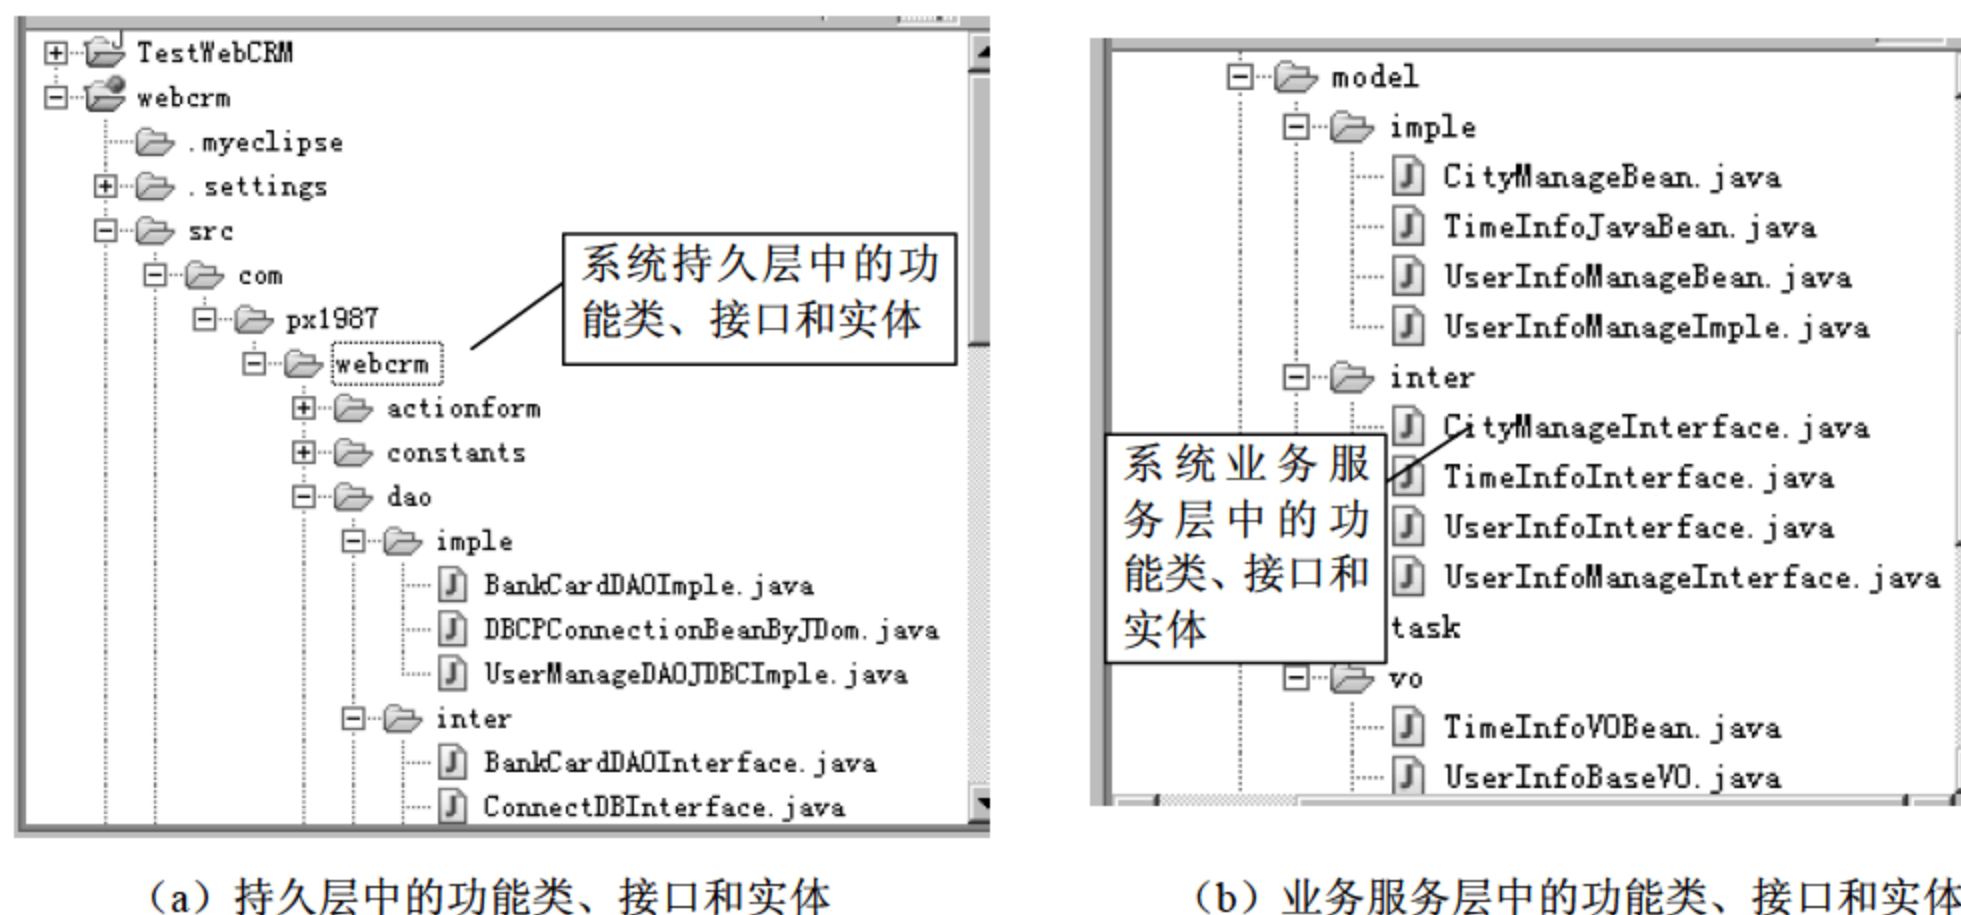 TestWebCRM
webcrm
.myeclipse
.settings
src
com
px1987
webcrm
actionform
constants
dao
imple
BankCardDAOImple.java
DBCPConnectionBeanByJDom.java
UserManageDAOJDBCImple.java
inter
BankCardDAOInterface.java
ConnectDBInterface.java
系统持久层中的功
能类、接口和实体
（a）持久层中的功能类、接口和实体
model
imple
CityManageBean.java
TimeInfoJavaBean.java
UserInfoManageBean.java
UserInfoManageImple.java
inter
CityManageInterface.java
TimeInfoInterface.java
UserInfoInterface.java
UserInfoManageInterface.java
task
vo
TimeInfoVOBean.java
UserInfoBaseVO.java
系统业务服
务层中的功
能类、接口和
实体
（b）业务服务层中的功能类、接口和实体